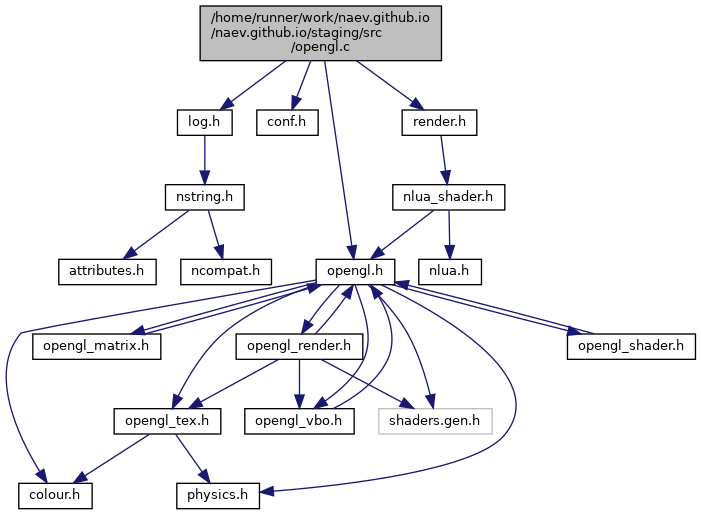 /home/runner/work/naev.github.io
/naev.github.io/staging/src
/opengl.c
log.h
conf.h
render.h
nstring.h
nlua_shader.h
attributes.h
ncompat.h
opengl.h
nlua.h
opengl_matrix.h
opengl_render.h
opengl_shader.h
opengl_tex.h
opengl_vbo.h
shaders.gen.h
colour.h
physics.h